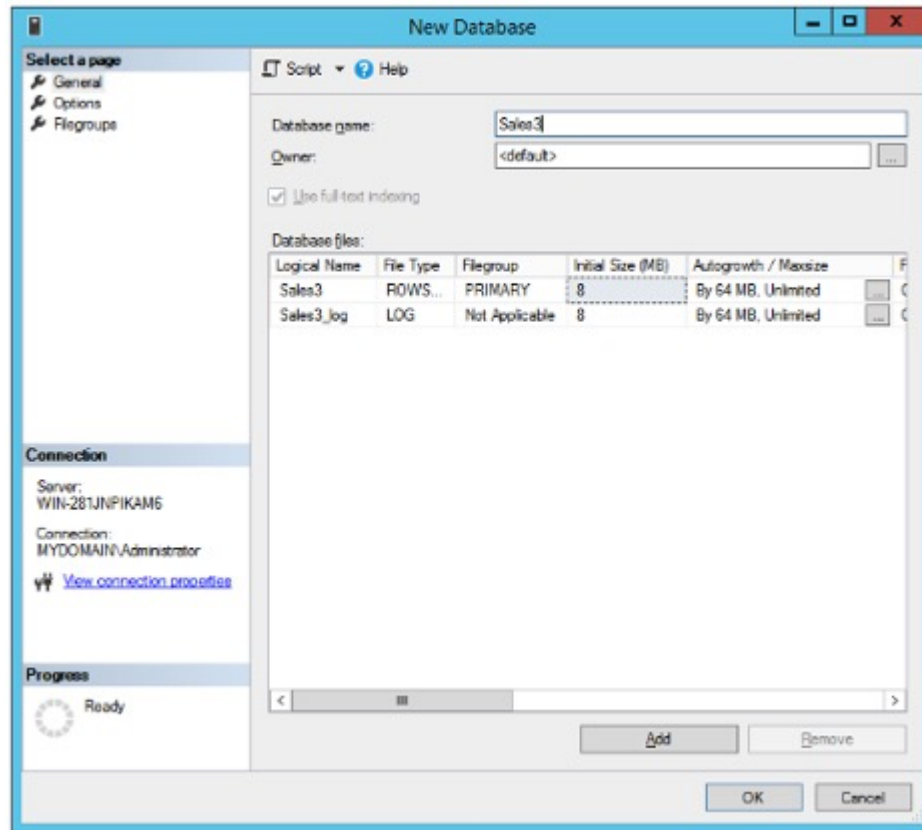 New Database
Select a page
General
Options
Filegroups
Script Help
Database name: Sales3
Owner: <default> ...
Use full-text indexing
Database files:
Logical Name File Type Filegroup Initial Size (MB) Autogrowth / Maxsize
Sales3 ROWS... PRIMARY 8 By 64 MB, Unlimited ...
Sales3_log LOG Not Applicable 8 By 64 MB, Unlimited ...
Connection
Server:
WIN-281JNPIKAM6
Connection:
MYDOMAIN\Administrator
View connection properties
Progress
Ready
Add Remove
OK Cancel